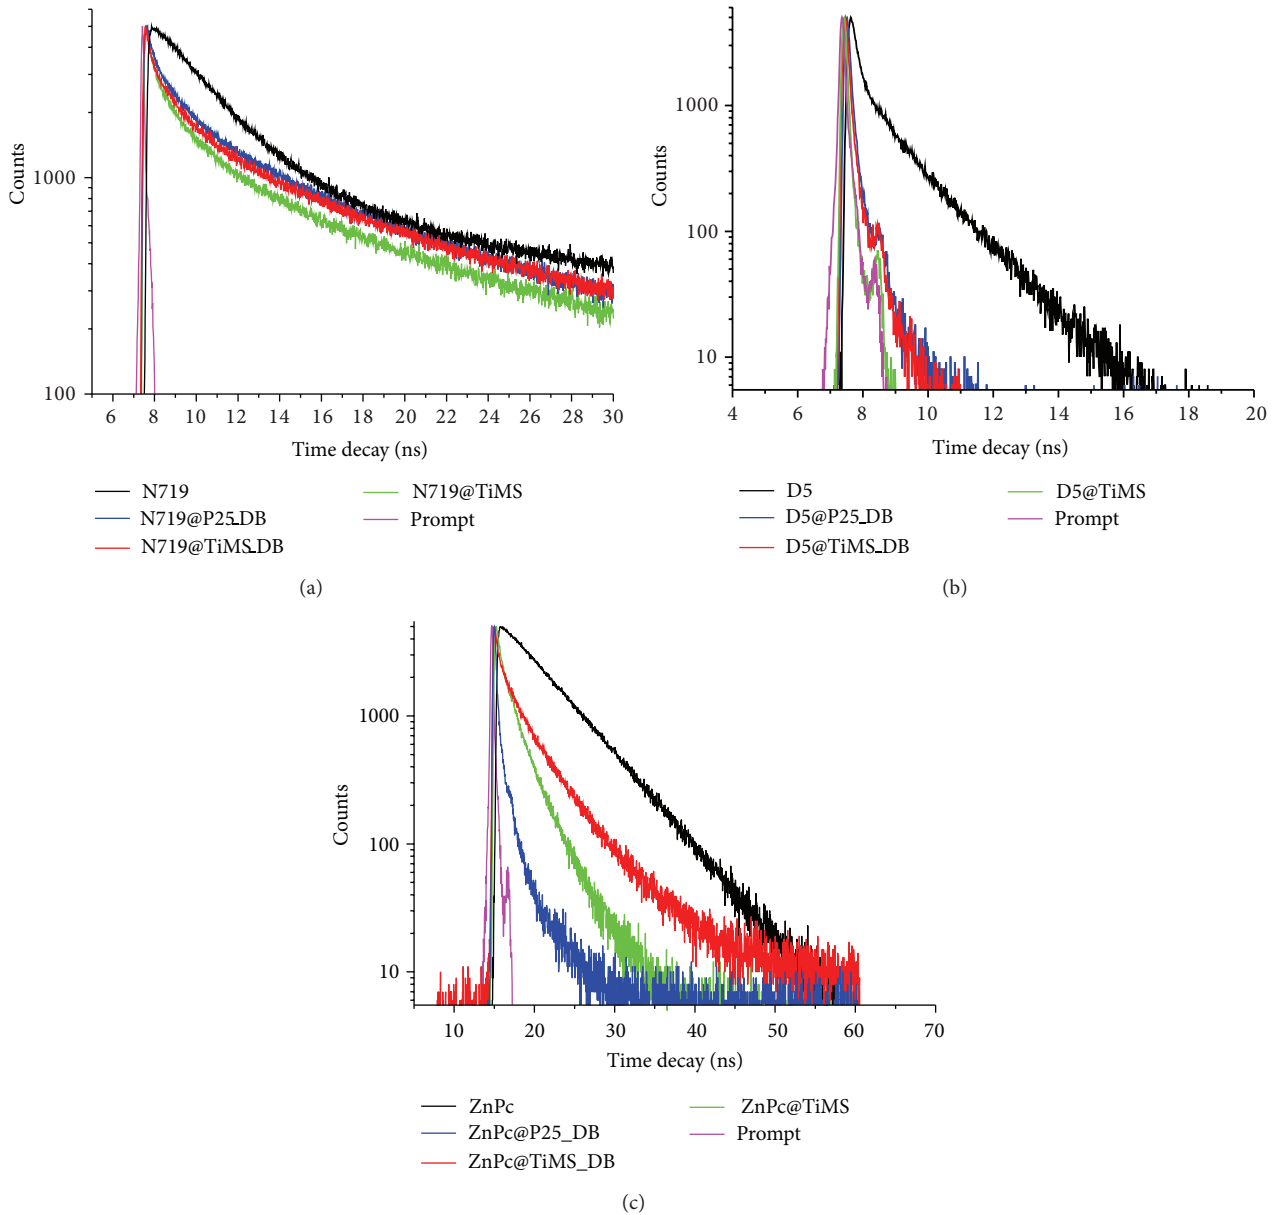 Counts
1000
100
6 8 10 12 14 16 18 20 22 24 26 28 30
Time decay (ns)
N719
N719@P25_DB
N719@TiMS_DB
N719@TiMS
Prompt
(a)
Counts
1000
100
10
4 6 8 10 12 14 16 18 20
Time decay (ns)
D5
D5@P25_DB
D5@TiMS_DB
D5@TiMS
Prompt
(b)
Counts
1000
100
10
10 20 30 40 50 60 70
Time decay (ns)
ZnPc
ZnPc@P25_DB
ZnPc@TiMS_DB
ZnPc@TiMS
Prompt
(c)